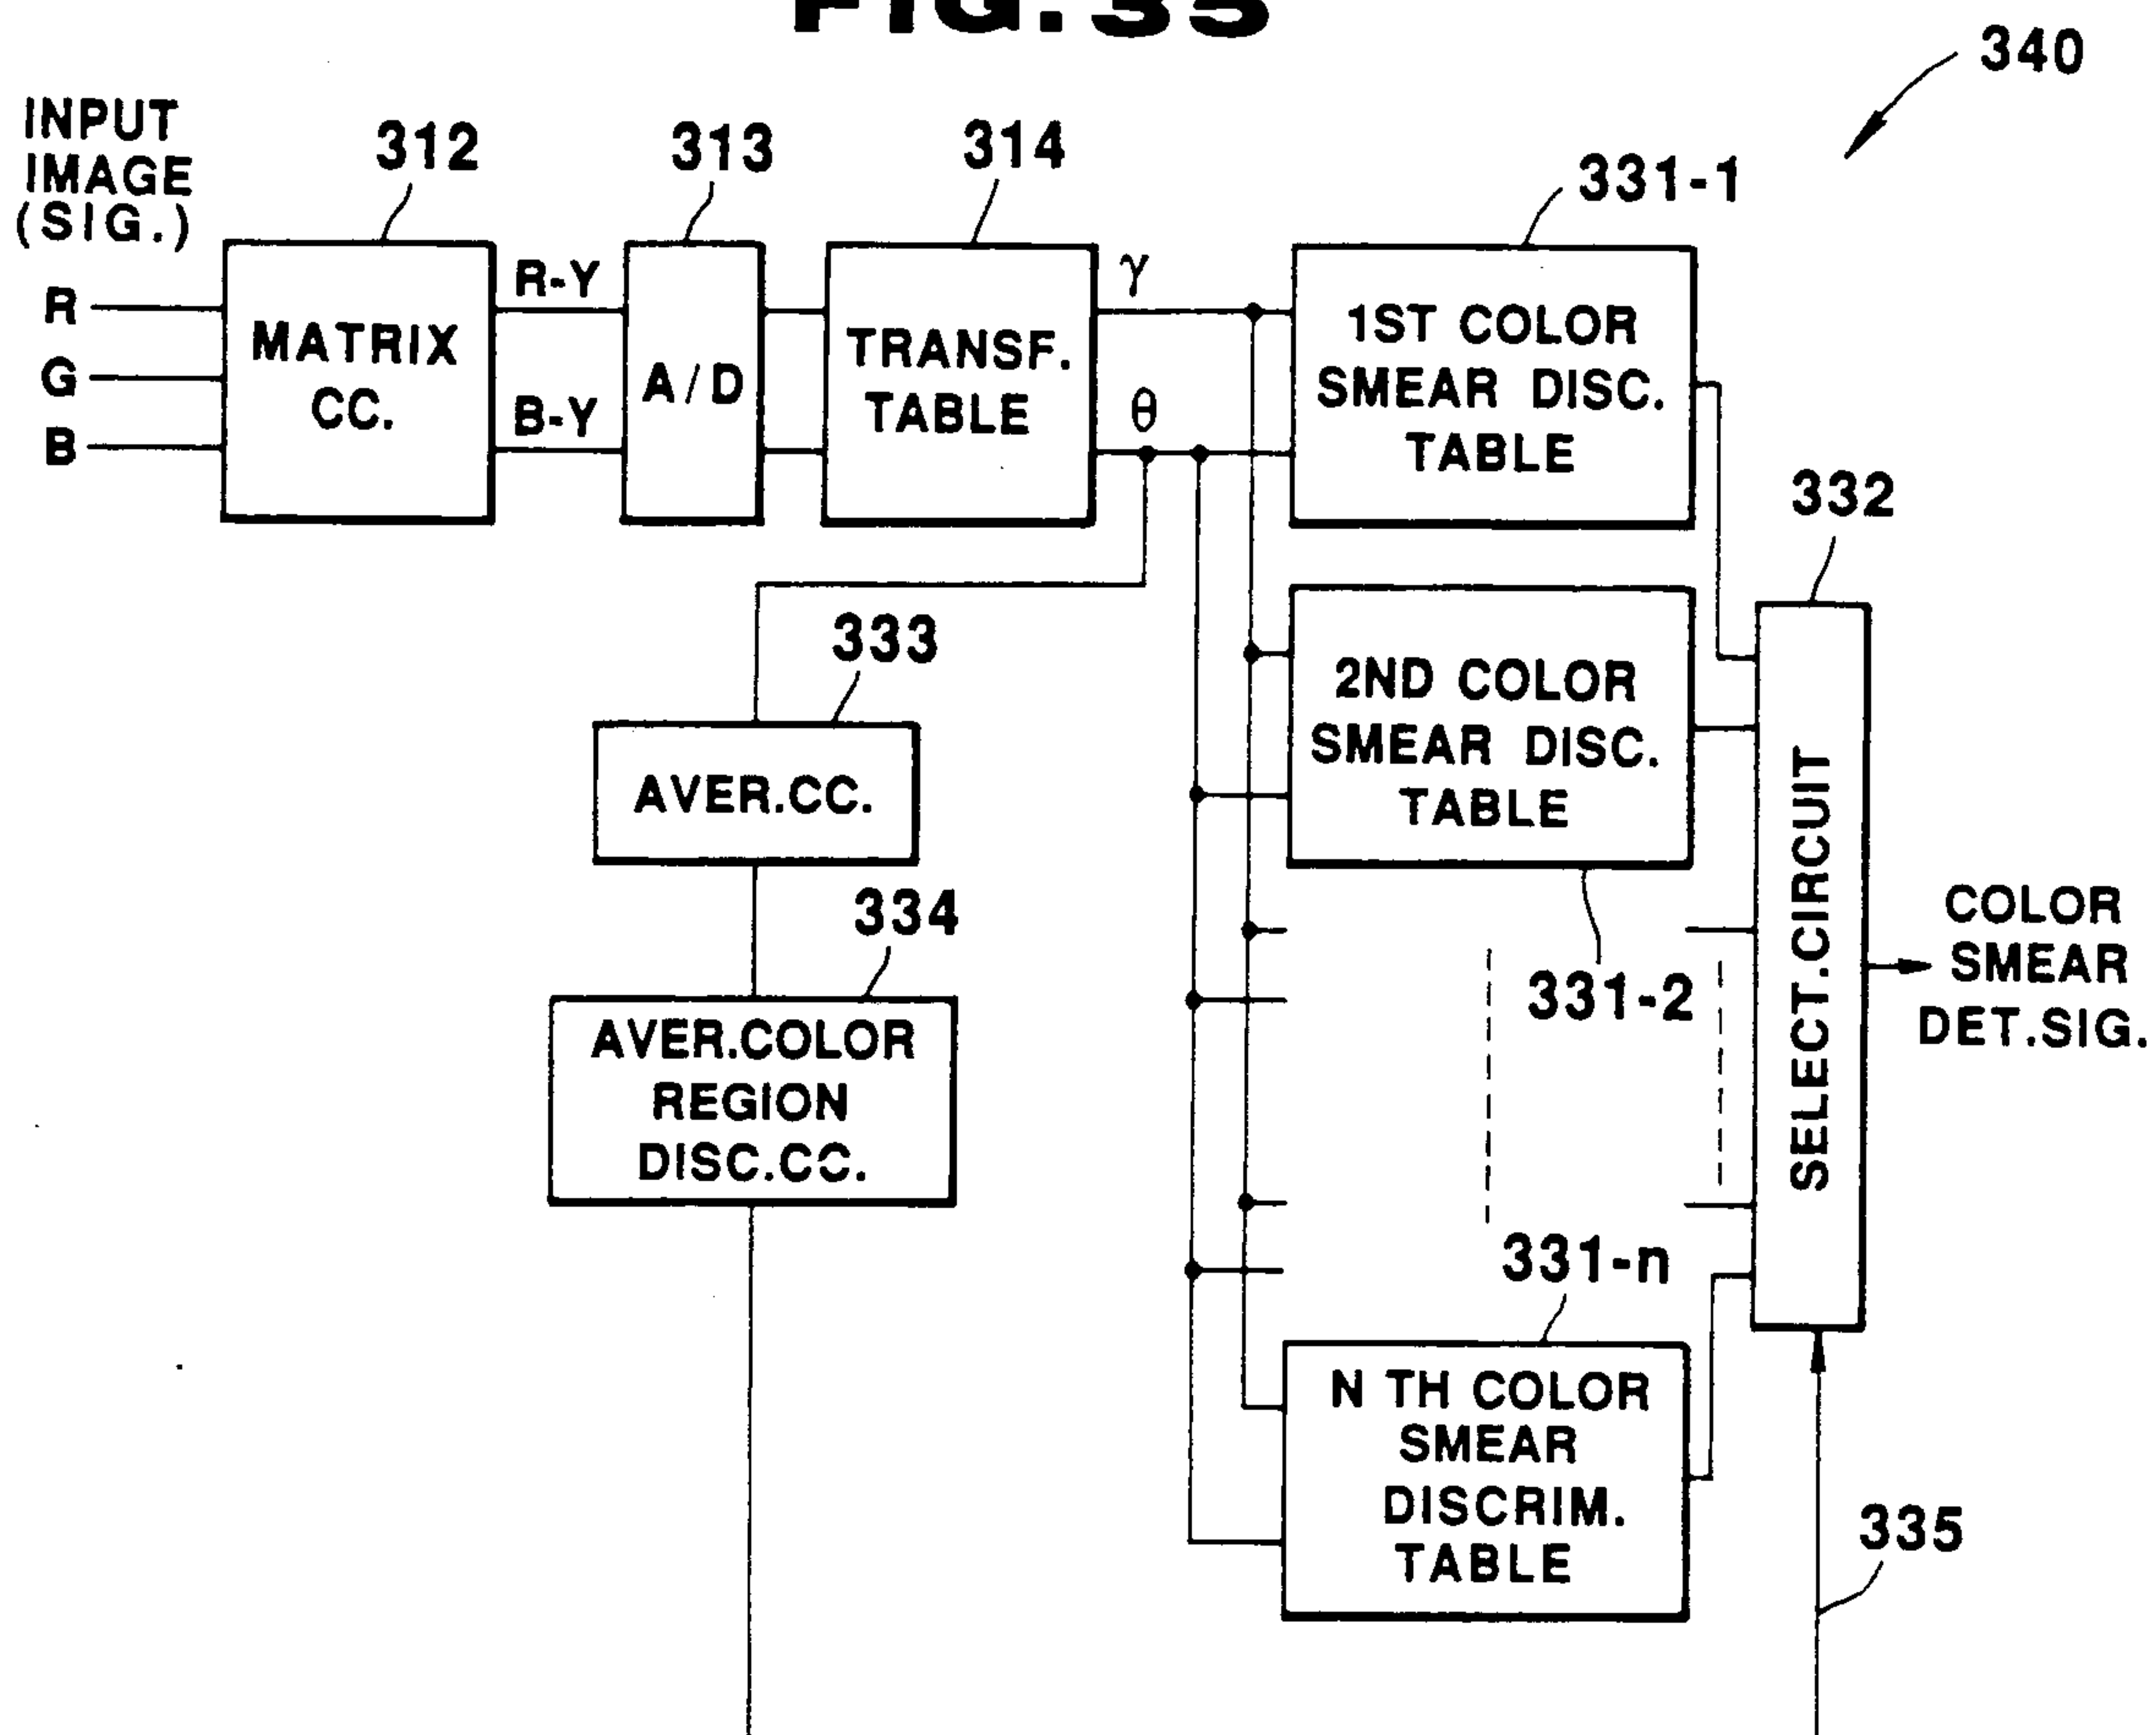 FIG.35
340
INPUT
IMAGE
(SIG.)
312
313
314
331-1
R
G
B
MATRIX
CC.
R-Y
B-Y
A/D
TRANSF.
TABLE
γ
θ
1ST COLOR
SMEAR DISC.
TABLE
332
333
2ND COLOR
SMEAR DISC.
TABLE
AVER.CC.
334
331-2
SELECT.CIRCUIT
COLOR
SMEAR
DET.SIG.
AVER.COLOR
REGION
DISC.CC.
331-n
N TH COLOR
SMEAR
DISCRIM.
TABLE
335